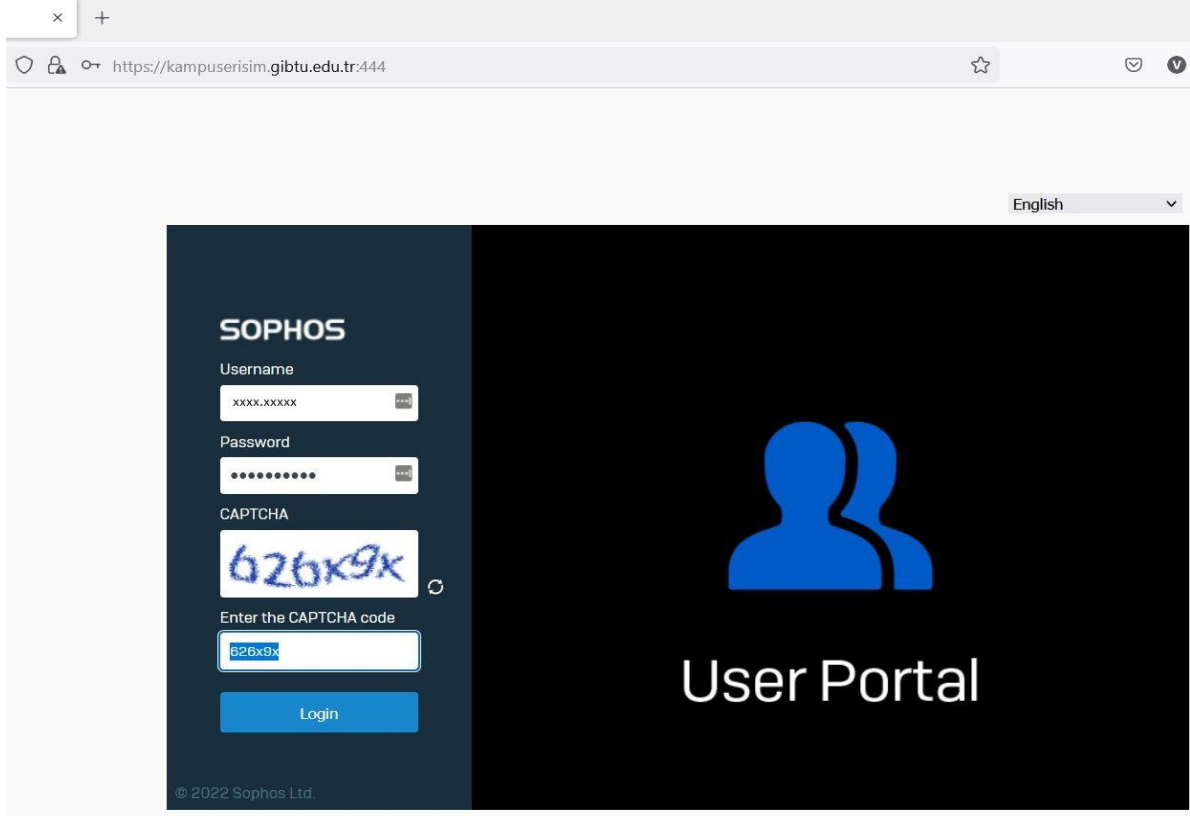 https://kampuserisim.gibtu.edu.tr:444
V
English
SOPHOS
Username
xxxx.xxxxx
Password
CAPTCHA
626x9x
Enter the CAPTCHA code
626x9x
Login
User Portal
© 2022 Sophos Ltd.